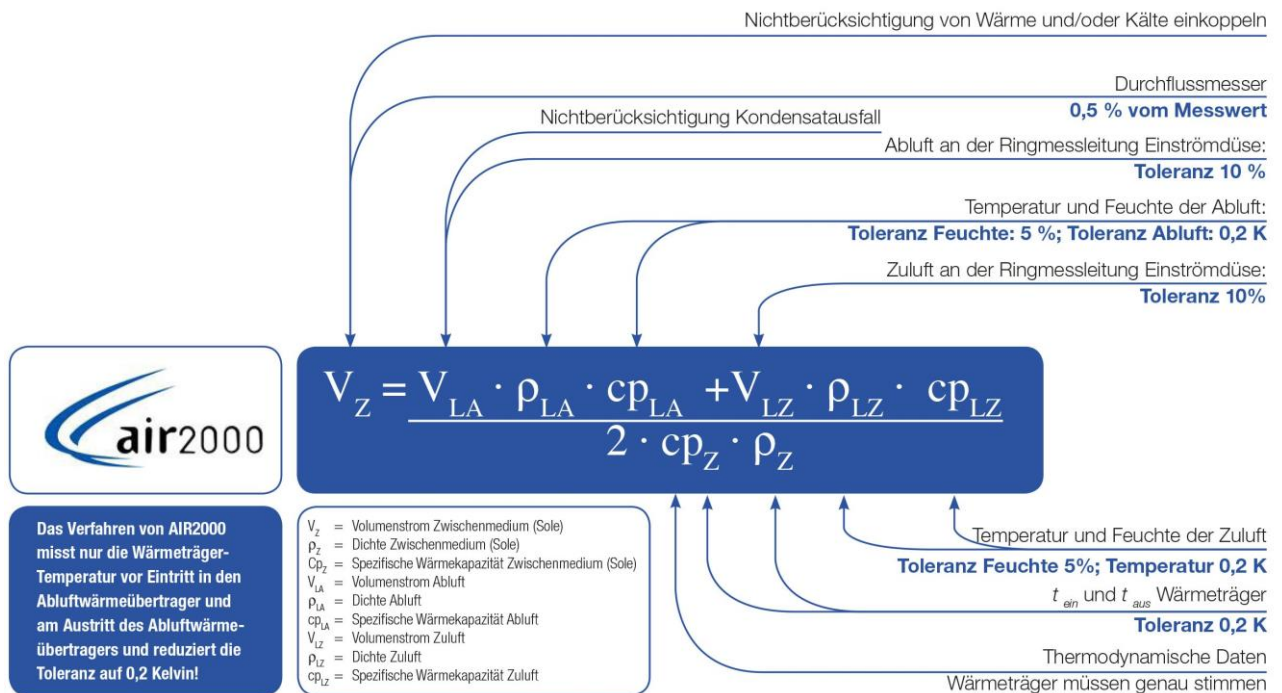 Nichtberücksichtigung von Wärme und/oder Kälte einkoppeln
Durchflussmesser
0,5 % vom Messwert
Nichtberücksichtigung Kondensatausfall
Abluft an der Ringmessleitung Einströmdüse:
Toleranz 10 %
Temperatur und Feuchte der Abluft:
Toleranz Feuchte: 5 %; Toleranz Abluft: 0,2 K
Zuluft an der Ringmessleitung Einströmdüse:
Toleranz 10%
air2000
V_Z = V_LA · ρ_LA · cp_LA + V_LZ · ρ_LZ · cp_LZ
2 · cp_Z · ρ_Z
Das Verfahren von AIR2000
misst nur die Wärmeträger-
Temperatur vor Eintritt in den
Abluftwärmeübertrager und
am Austritt des Abluftwärme-
übertragers und reduziert die
Toleranz auf 0,2 Kelvin!
V_Z = Volumenstrom Zwischenmedium (Sole)
ρ_Z = Dichte Zwischenmedium (Sole)
Cp_Z = Spezifische Wärmekapazität Zwischenmedium (Sole)
V_LA = Volumenstrom Abluft
ρ_LA = Dichte Abluft
cp_LA = Spezifische Wärmekapazität Abluft
V_LZ = Volumenstrom Zuluft
ρ_LZ = Dichte Zuluft
cp_LZ = Spezifische Wärmekapazität Zuluft
Temperatur und Feuchte der Zuluft
Toleranz Feuchte 5%; Temperatur 0,2 K
t_ein und t_aus Wärmeträger
Toleranz 0,2 K
Thermodynamische Daten
Wärmeträger müssen genau stimmen